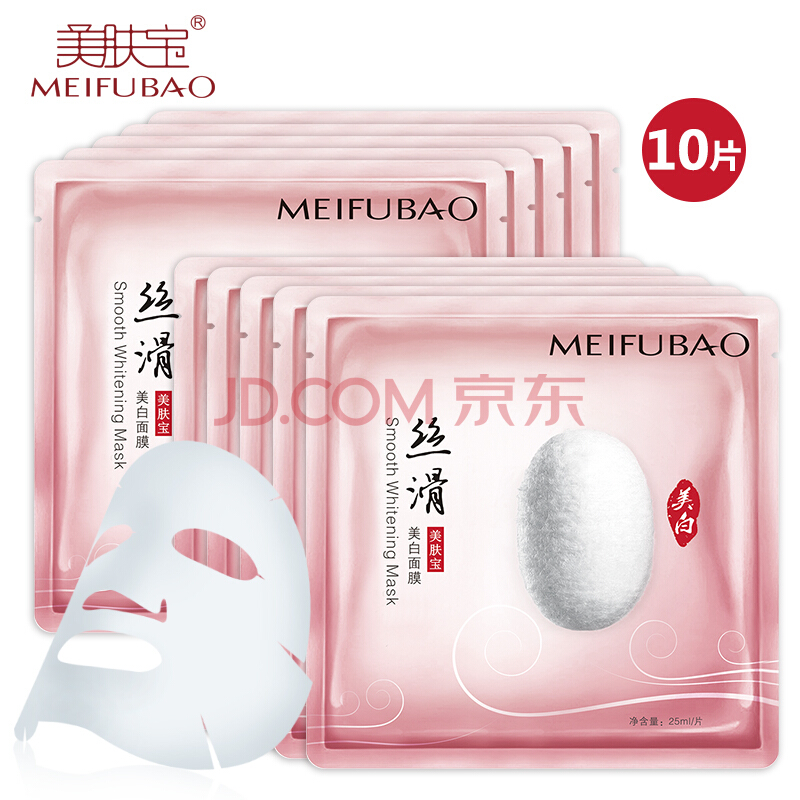 美肤宝®
MEIFUBAO
10片
MEIFUBAO
丝滑
Smooth Whitening Mask
美白面膜
美肤宝
JD.COM 京东
MEIFUBAO
丝滑
Smooth Whitening Mask
美白面膜
美肤宝
美白
净含量：25ml/片